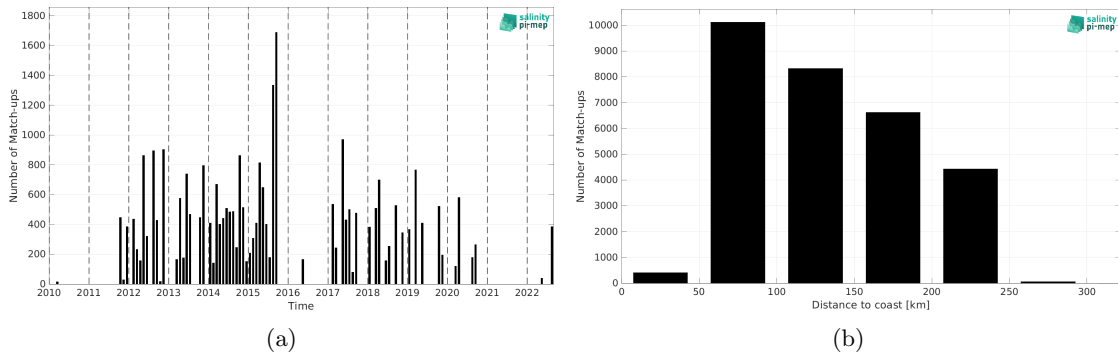 1800
1600
1400
1200
1000
800
600
400
200
0
Number of Match-ups
2010 2011 2012 2013 2014 2015 2016 2017 2018 2019 2020 2021 2022
Time
salinity
pi-mep
(a)
10000
9000
8000
7000
6000
5000
4000
3000
2000
1000
0
Number of Match-ups
0 50 100 150 200 250 300
Distance to coast [km]
salinity
pi-mep
(b)